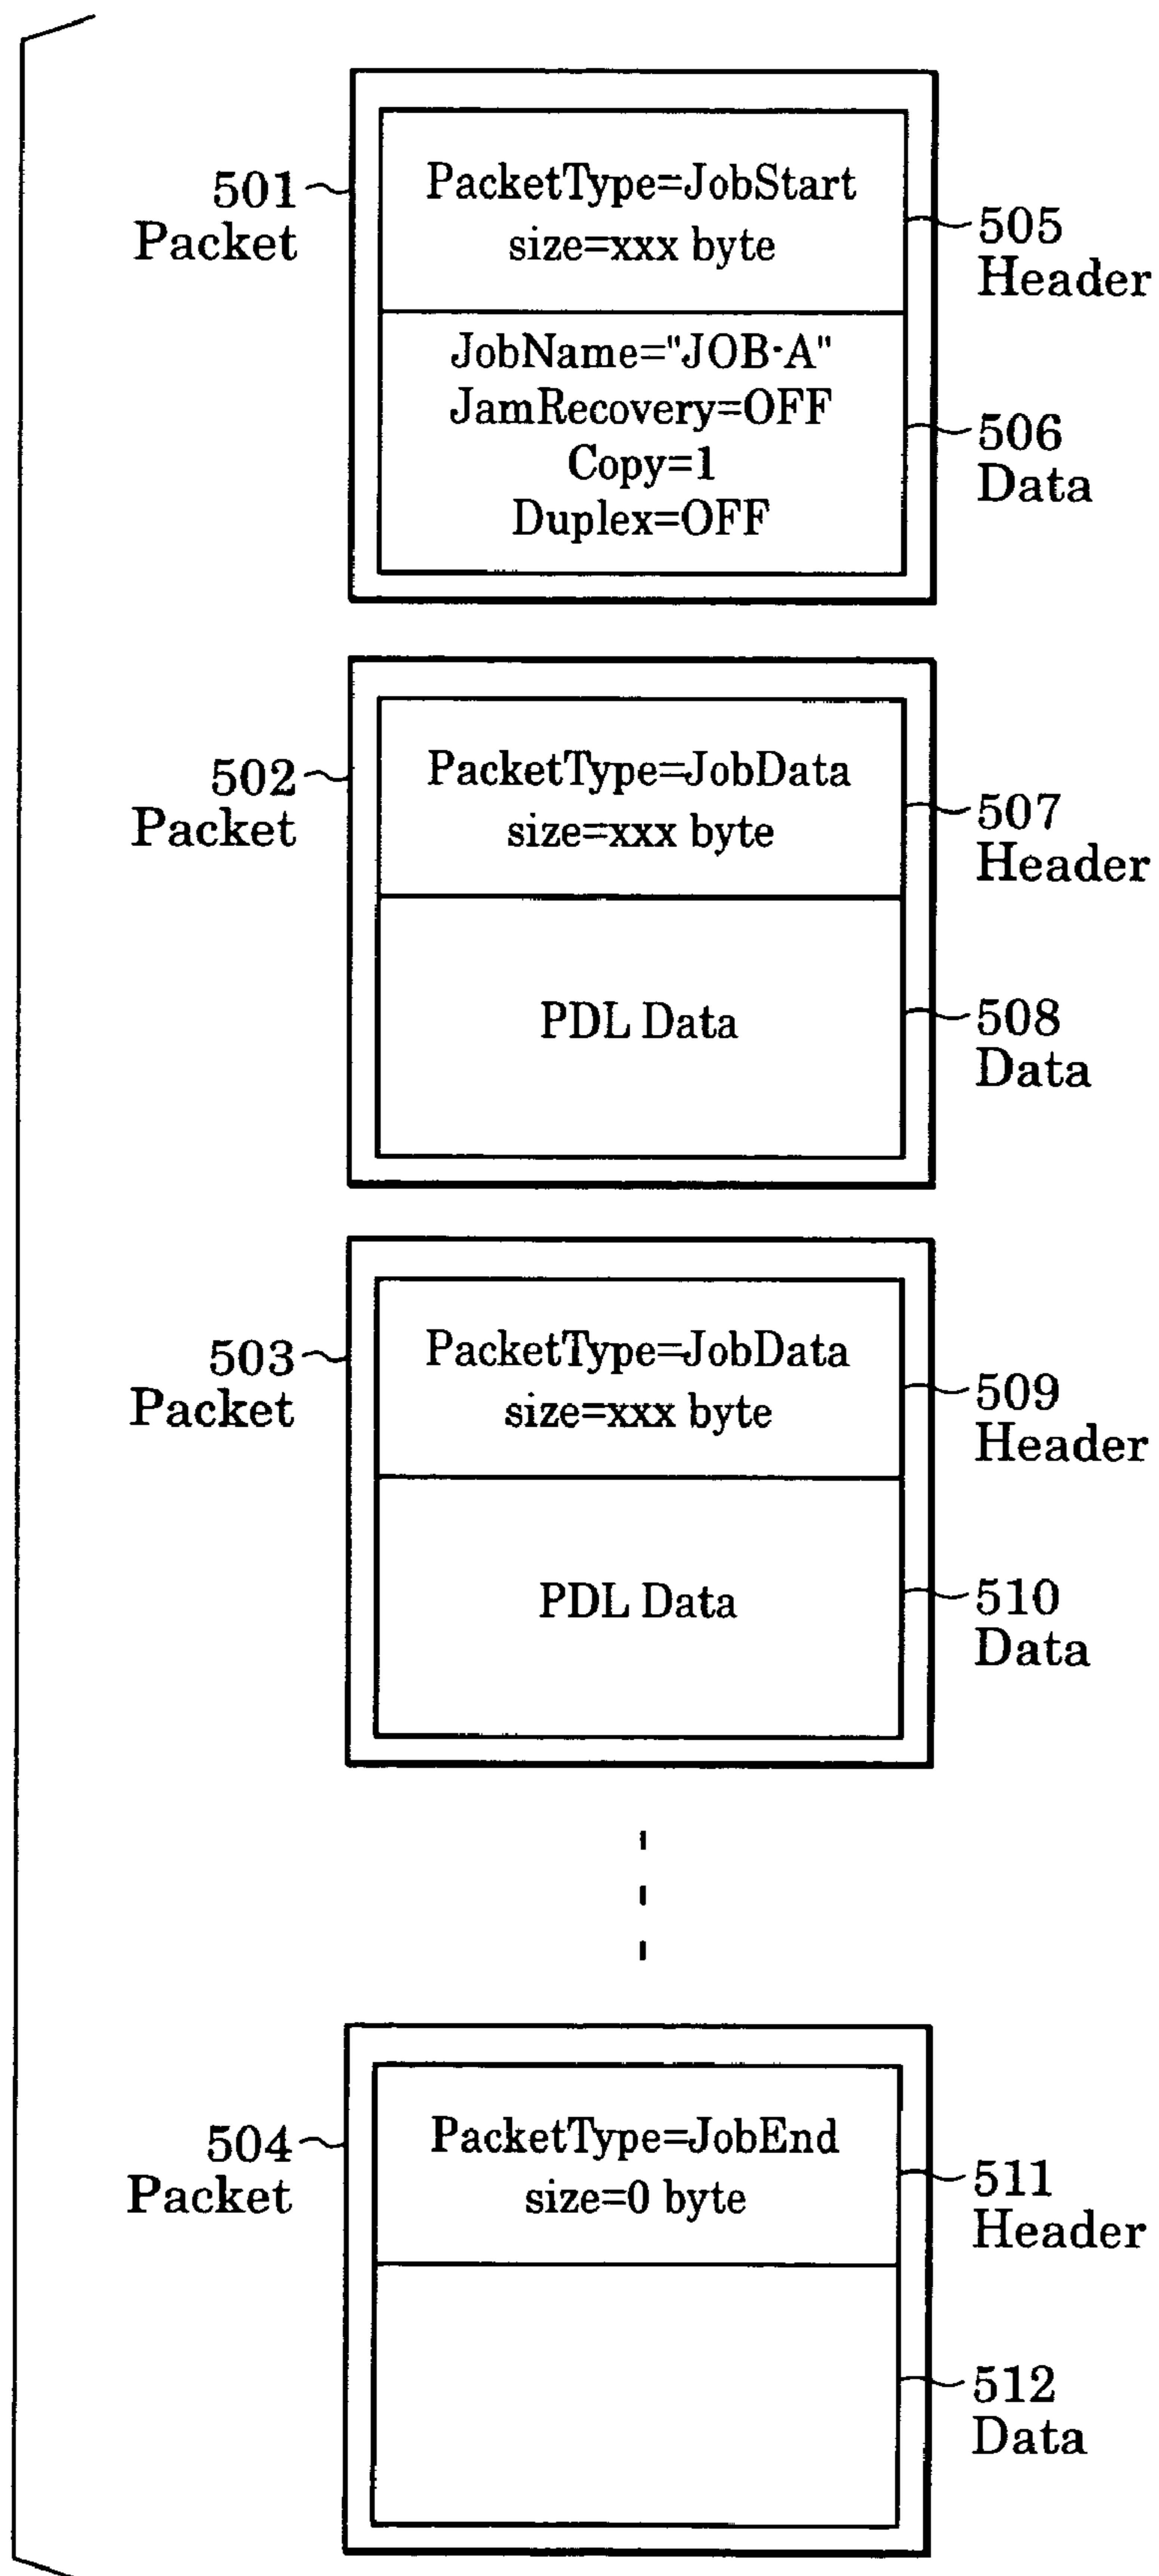 501
Packet
PacketType=JobStart
size=xxx byte
505
Header
JobName="JOB-A"
JamRecovery=OFF
Copy=1
Duplex=OFF
506
Data
502
Packet
PacketType=JobData
size=xxx byte
507
Header
PDL Data
508
Data
503
Packet
PacketType=JobData
size=xxx byte
509
Header
PDL Data
510
Data
504
Packet
PacketType=JobEnd
size=0 byte
511
Header
512
Data